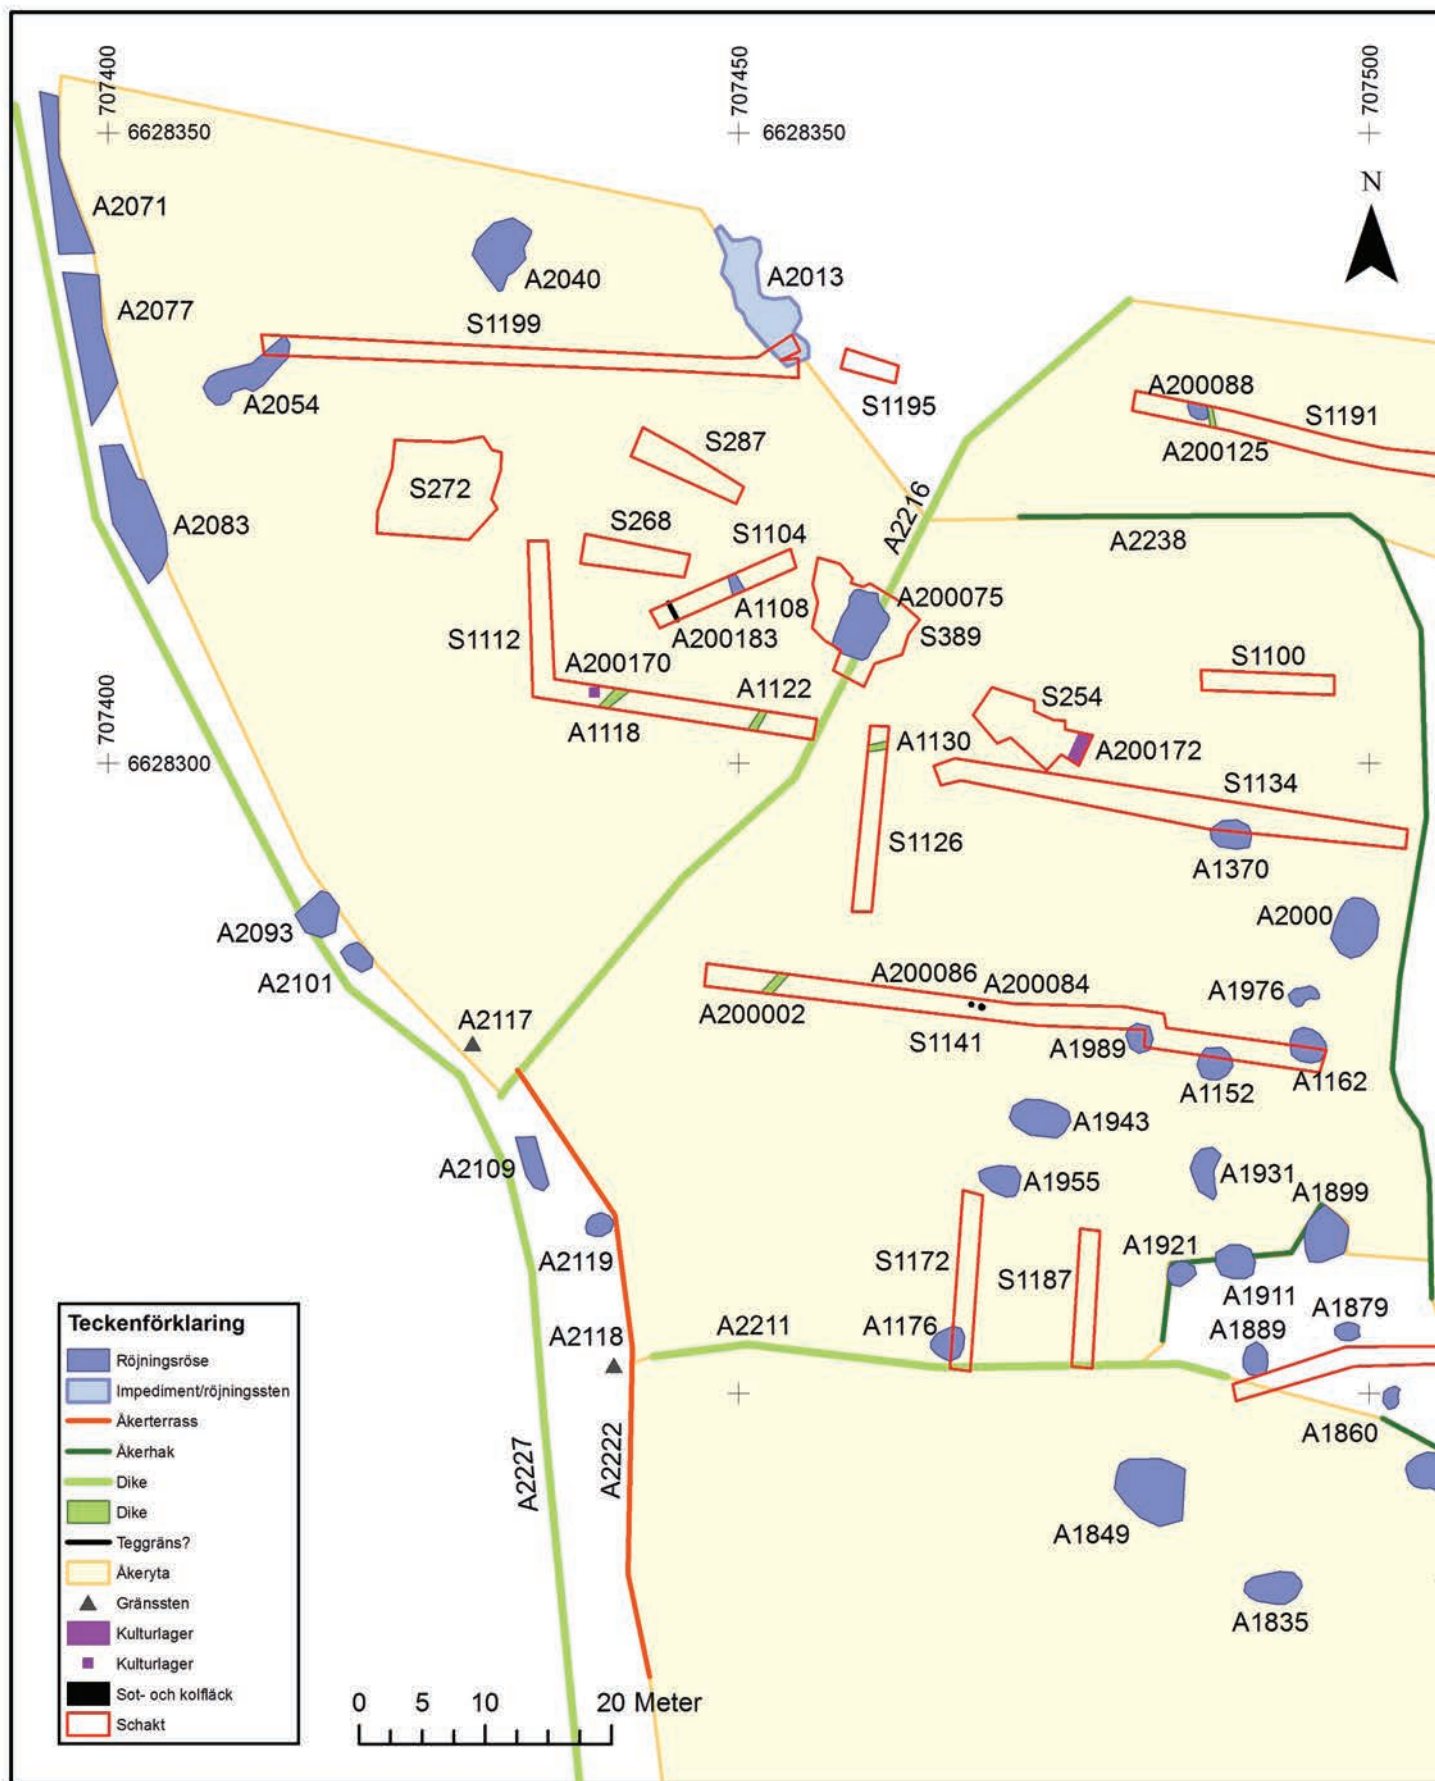 707400
707450
707500
6628350
6628350
N
A2071
A2040
A2013
A2077
S1199
A2054
S1195
A200088
S1191
A200125
S287
S272
A2083
S268
S1104
A2216
A2238
A1108
A200075
A200183
S389
S1112
A200170
A1122
S1100
S254
A1118
A1130
A200172
707400
6628300
S1134
S1126
A1370
A2093
A2000
A2101
A200086
A200084
A1976
A2117
A200002
S1141
A1989
A1152
A1162
A1943
A2109
A1955
A1931
A1899
A2119
S1172
S1187
A1921
A1911
A1879
A2118
A2211
A1176
A1889
A1860
A2227
A2222
A1849
A1835
Teckenförklaring
Röjningsröse
Impediment/röjningssten
Åkerterrass
Åkerhak
Dike
Dike
Teggräns?
Åkeryta
Gränssten
Kulturlager
Kulturlager
Sot- och kolfläck
Schakt
0 5 10 20 Meter